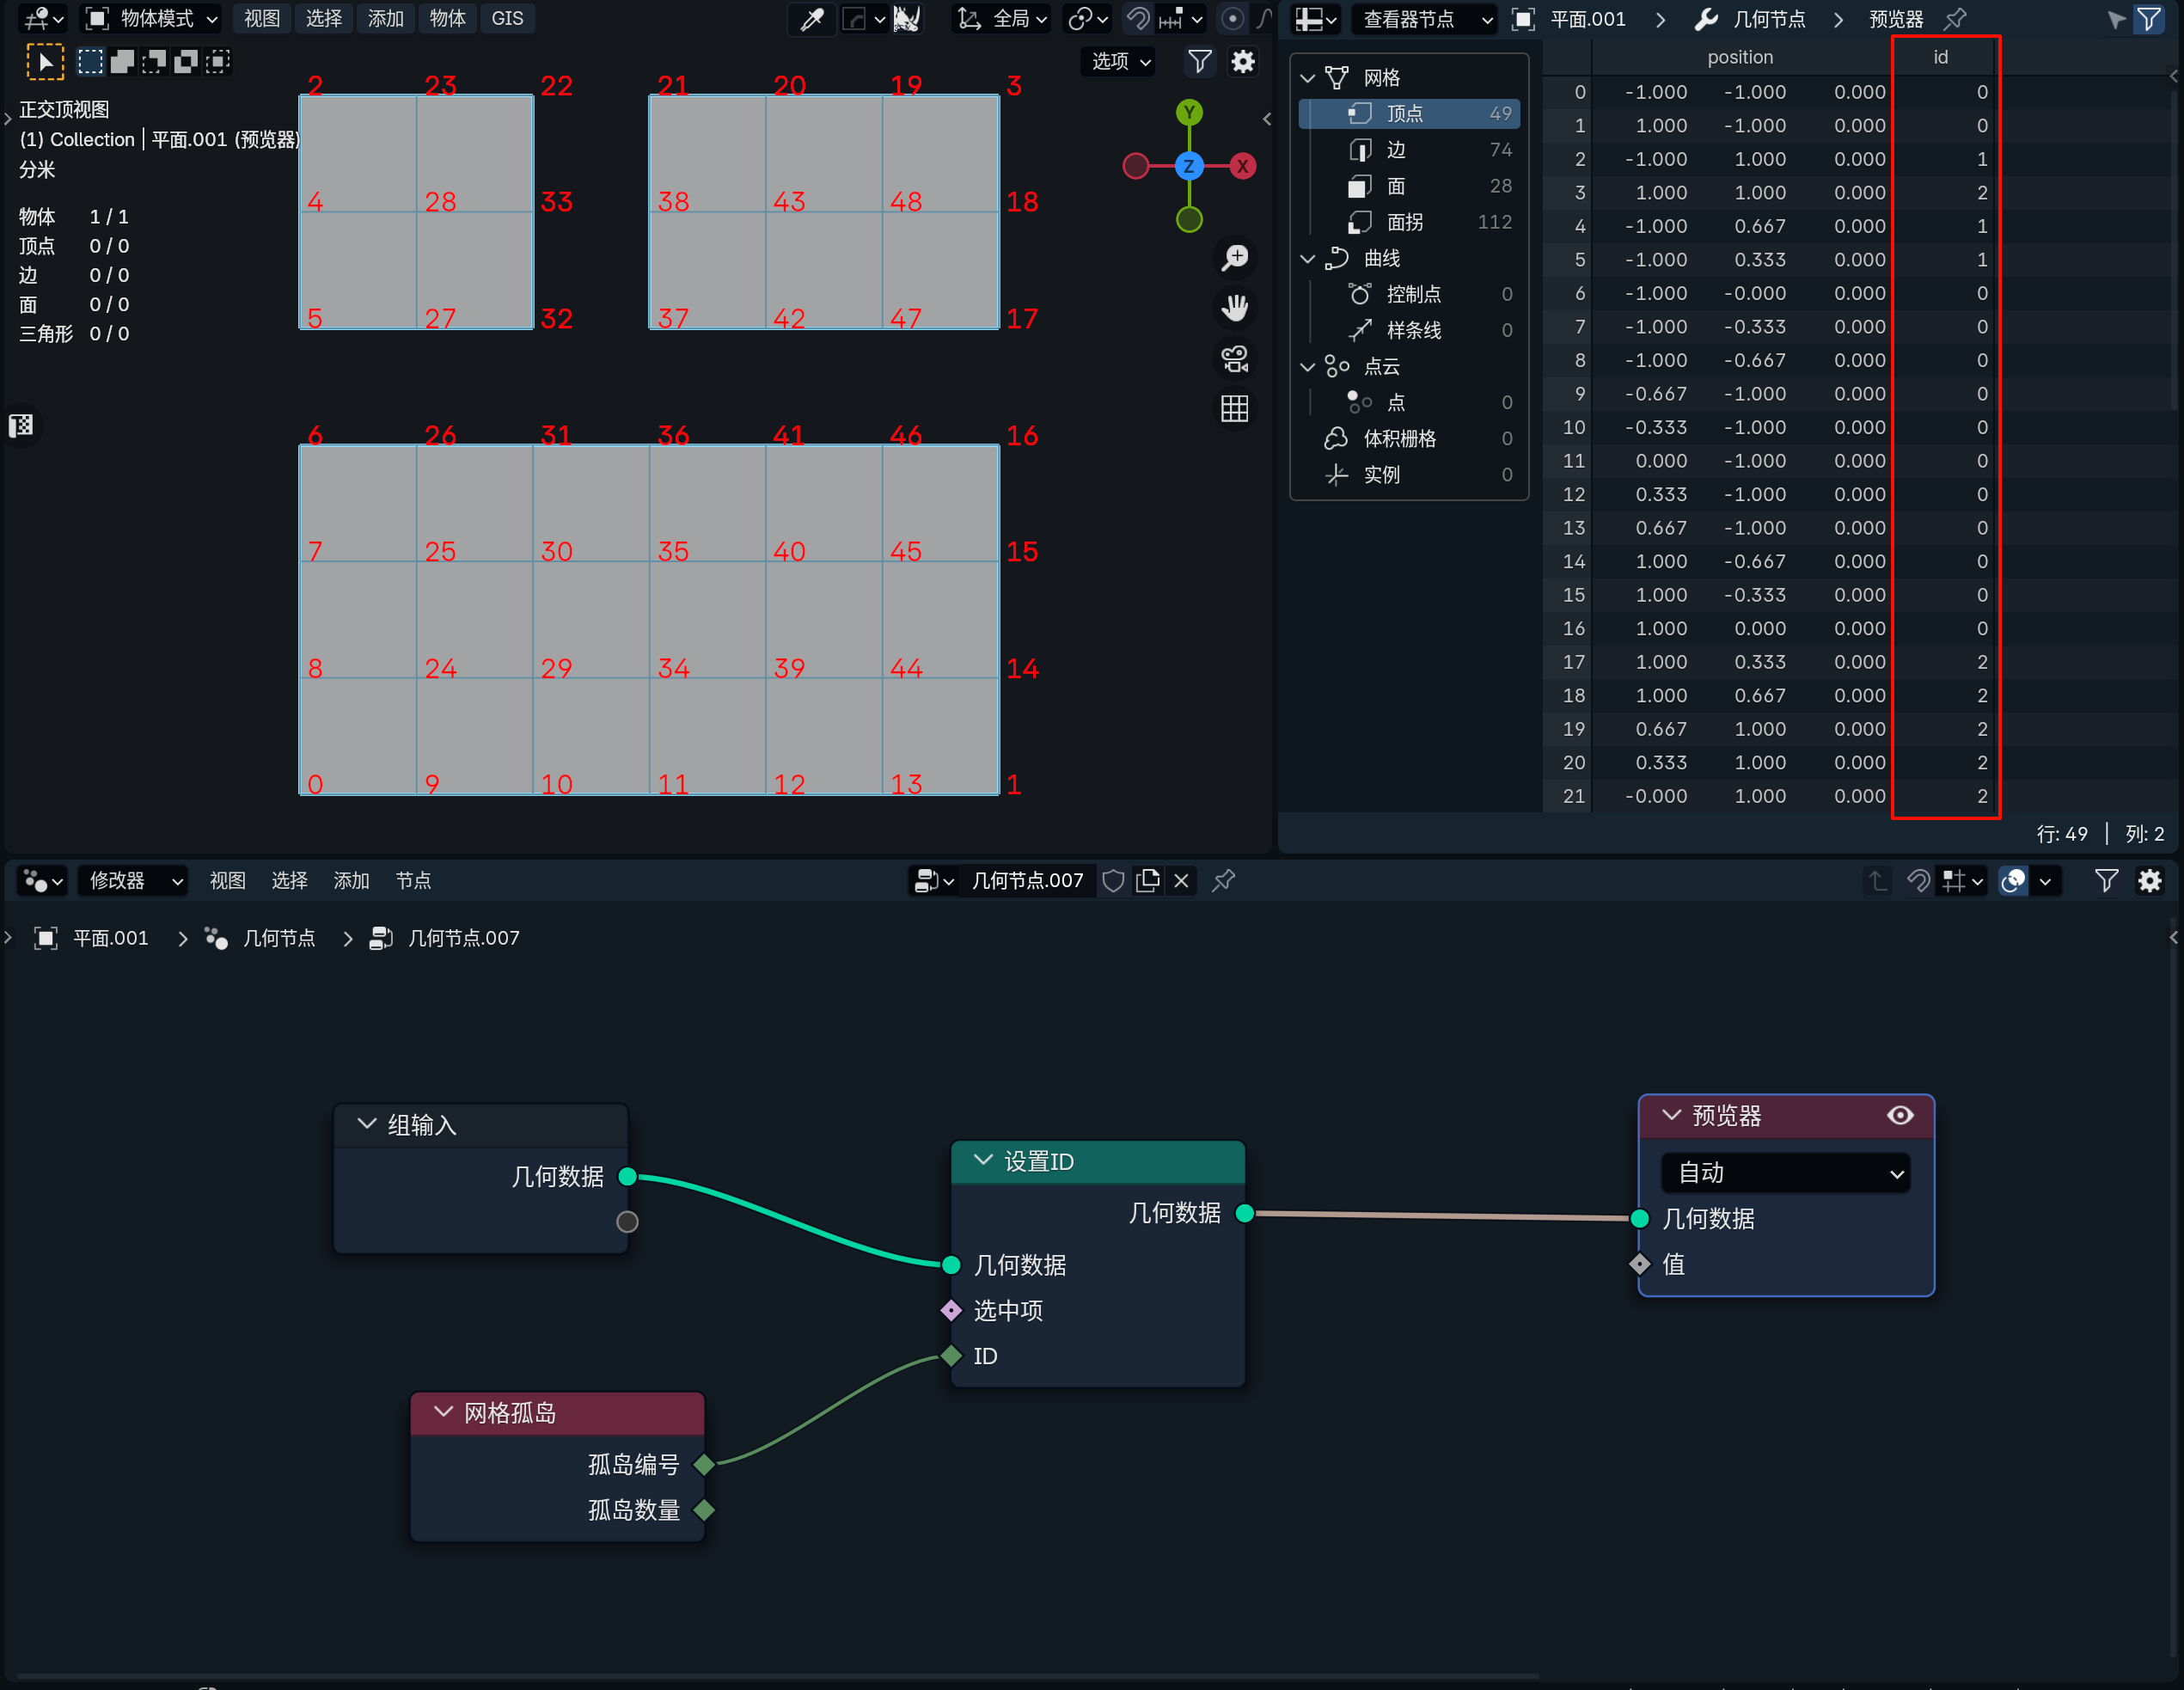 物体模式 视图 选择 添加 物体 GIS 全局
选项
正交顶视图
(1) Collection | 平面.001 (预览器)
分米
物体 1 / 1
顶点 0 / 0
边 0 / 0
面 0 / 0
三角形 0 / 0
2 23 22 21 20 19 3
4 28 33 38 43 48 18
5 27 32 37 42 47 17
6 26 31 36 41 46 16
7 25 30 35 40 45 15
8 24 29 34 39 44 14
0 9 10 11 12 13 1
Y
Z
X
查看器节点 平面.001 几何节点 预览器
网格
顶点 49
边 74
面 28
面拐 112
曲线
控制点 0
样条线 0
点云
点 0
体积栅格 0
实例 0
position id
0 -1.000 -1.000 0.000 0
1 1.000 -1.000 0.000 0
2 -1.000 1.000 0.000 1
3 1.000 1.000 0.000 2
4 -1.000 0.667 0.000 1
5 -1.000 0.333 0.000 1
6 -1.000 -0.000 0.000 0
7 -1.000 -0.333 0.000 0
8 -1.000 -0.667 0.000 0
9 -0.667 -1.000 0.000 0
10 -0.333 -1.000 0.000 0
11 0.000 -1.000 0.000 0
12 0.333 -1.000 0.000 0
13 0.667 -1.000 0.000 0
14 1.000 -0.667 0.000 0
15 1.000 -0.333 0.000 0
16 1.000 0.000 0.000 0
17 1.000 0.333 0.000 2
18 1.000 0.667 0.000 2
19 0.667 1.000 0.000 2
20 0.333 1.000 0.000 2
21 -0.000 1.000 0.000 2
行: 49 | 列: 2
修改器 视图 选择 添加 节点 几何节点.007
平面.001 几何节点 几何节点.007
组输入
几何数据
设置ID
几何数据
几何数据
选中项
ID
网格孤岛
孤岛编号
孤岛数量
预览器
自动
几何数据
值